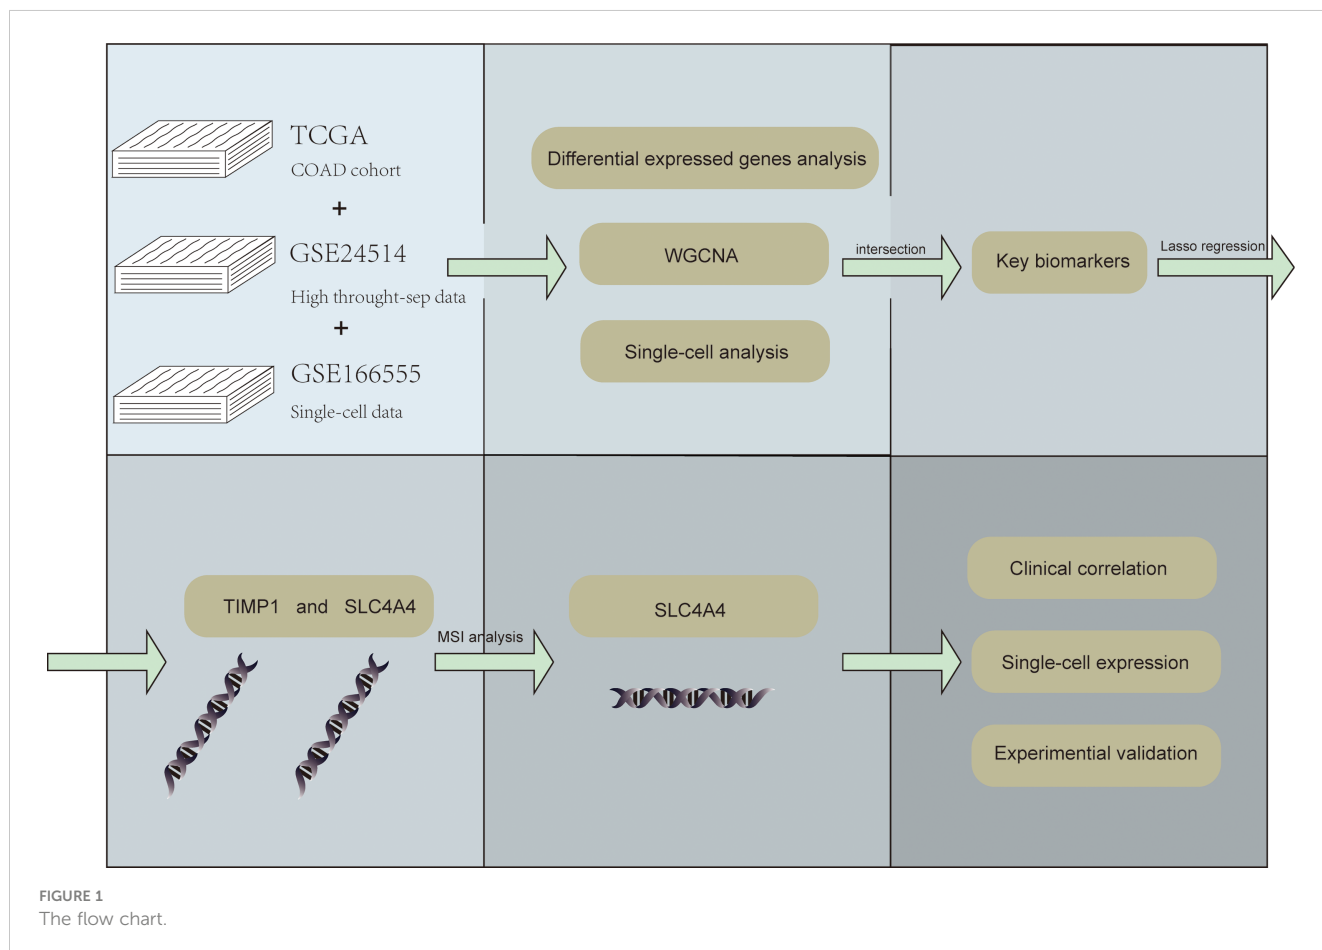 TCGA
COAD cohort
+
GSE24514
High throught-sep data
+
GSE166555
Single-cell data
Differential expressed genes analysis
WGCNA
Single-cell analysis
intersection
Key biomarkers
Lasso regression
TIMP1 and SLC4A4
MSI analysis
SLC4A4
Clinical correlation
Single-cell expression
Experimential validation
FIGURE 1
The flow chart.